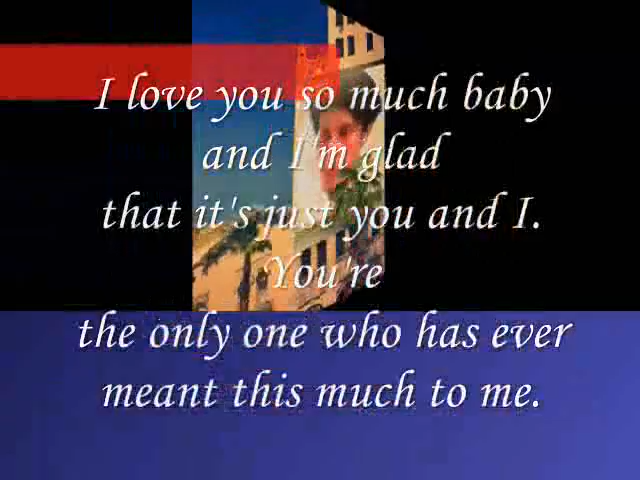 I love you so much baby
and I'm glad
that it's just you and I.
You're
the only one who has ever
meant this much to me.